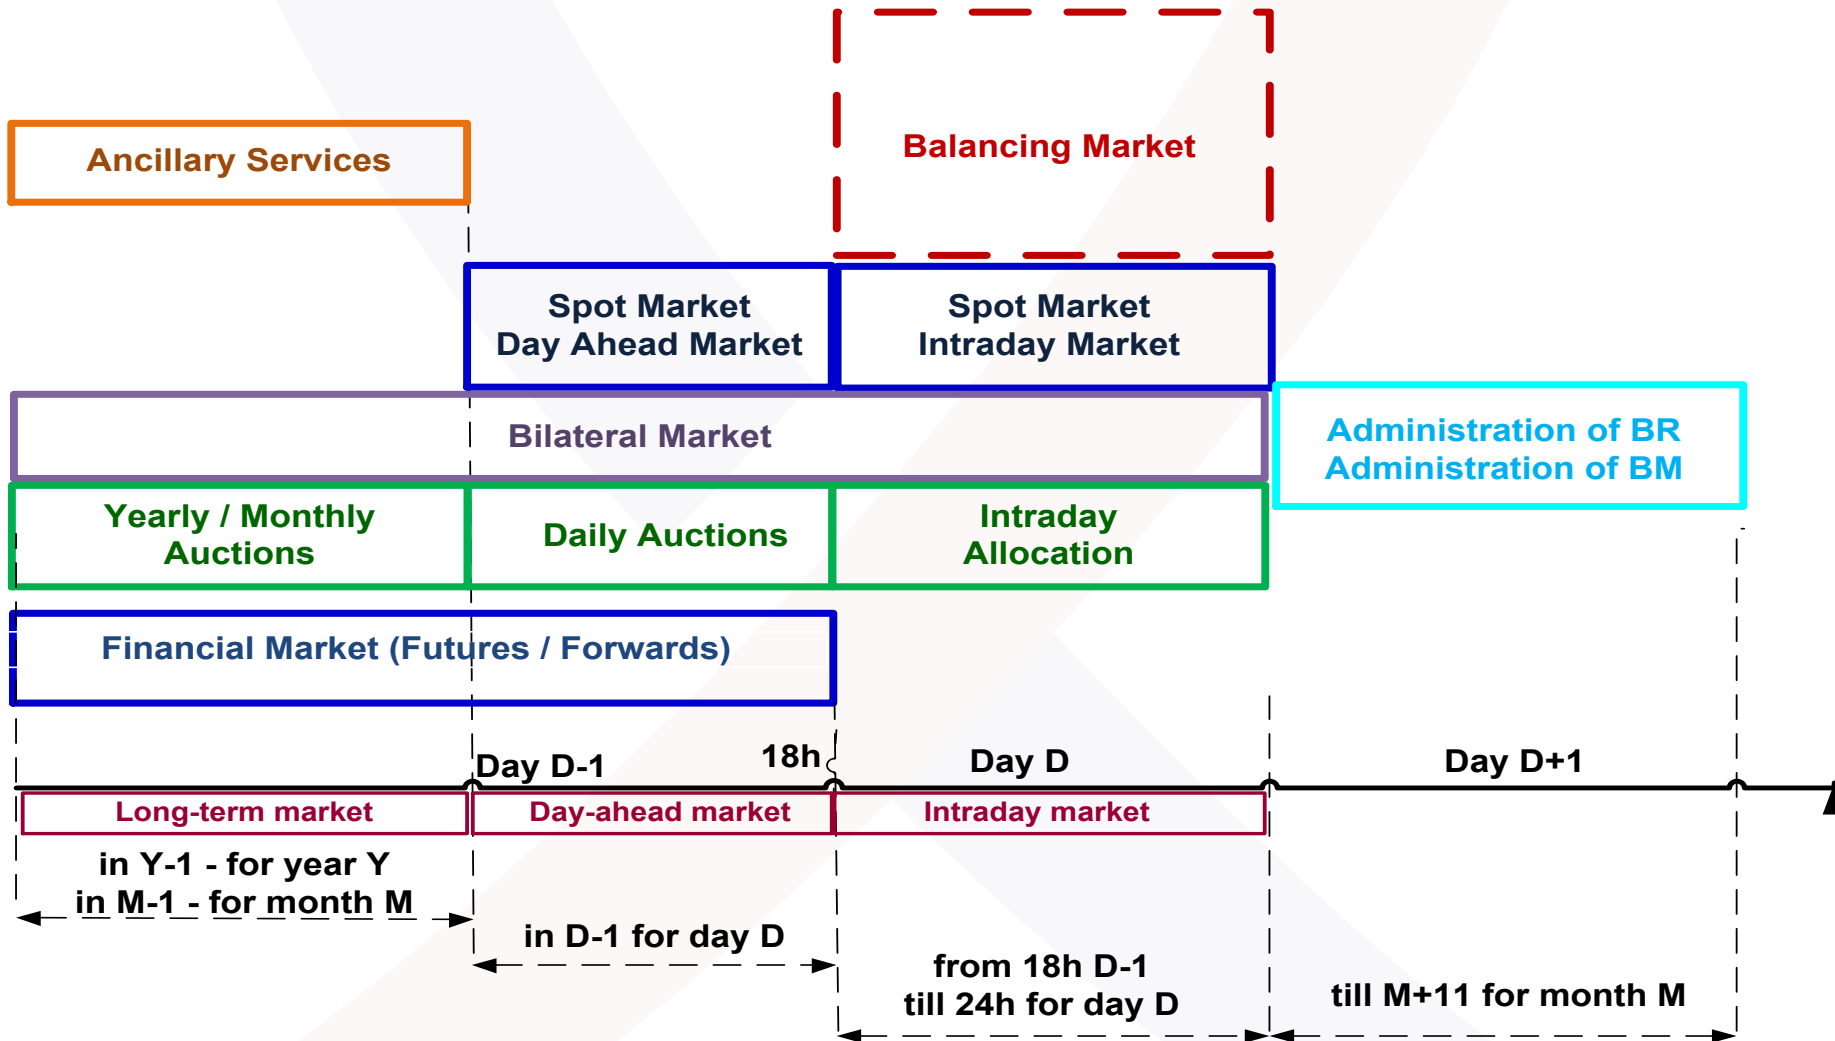 Balancing Market
Ancillary Services
Spot Market
Day Ahead Market
Spot Market
Intraday Market
Bilateral Market
Administration of BR
Administration of BM
Yearly / Monthly
Auctions
Daily Auctions
Intraday
Allocation
Financial Market (Futures / Forwards)
Day D-1
18h
Day D
Day D+1
Long-term market
Day-ahead market
Intraday market
in Y-1 - for year Y
in M-1 - for month M
in D-1 for day D
from 18h D-1
till 24h for day D
till M+11 for month M